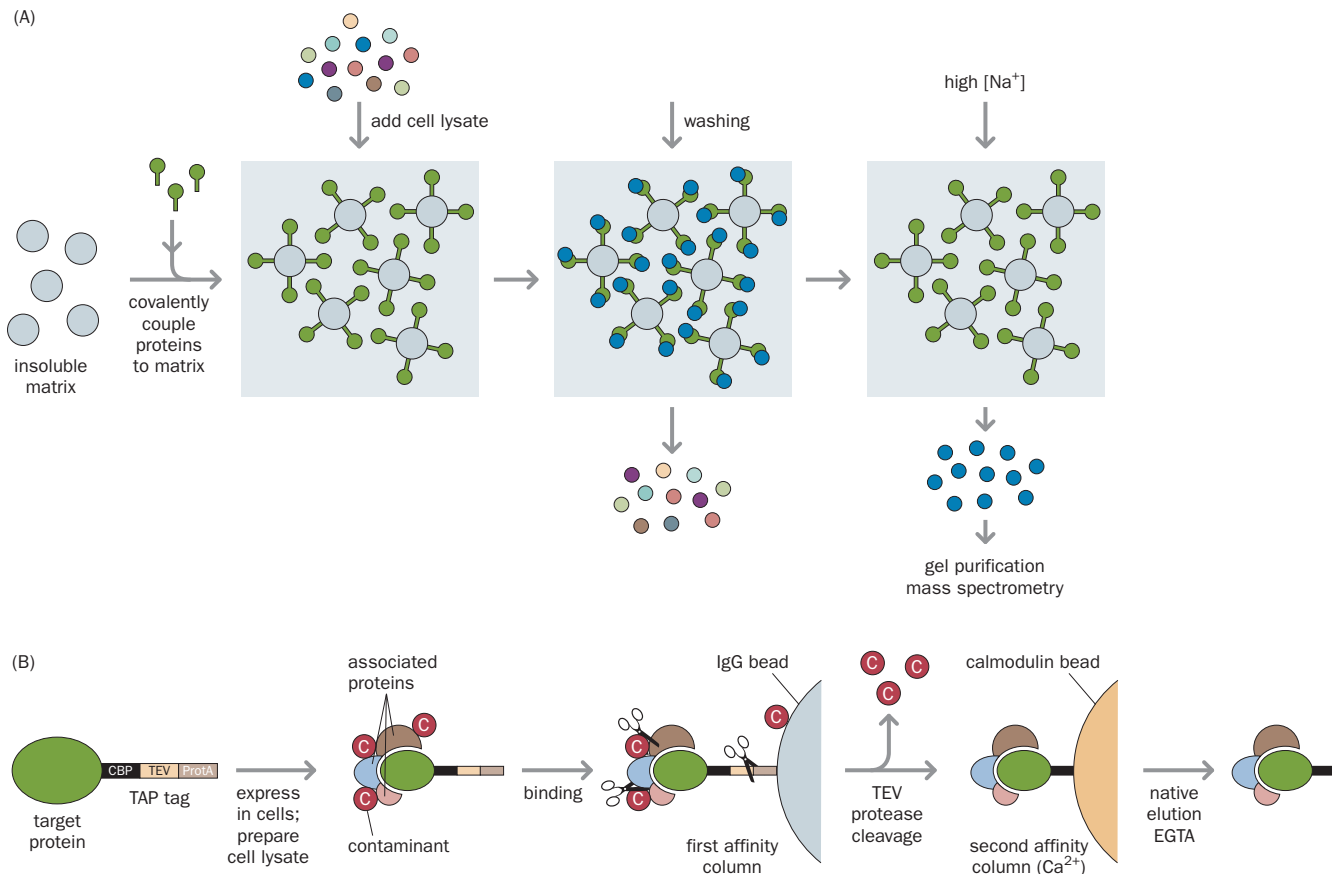 (A)
add cell lysate
washing
high [Na⁺]
covalently
couple
proteins
to matrix
insoluble
matrix
gel purification
mass spectrometry
(B)
associated
proteins
IgG bead
calmodulin bead
C
C
C
C
C
C
C
C
C
CBP TEV ProtA
TAP tag
target
protein
express
in cells;
prepare
cell lysate
contaminant
binding
first affinity
column
TEV
protease
cleavage
second affinity
column (Ca²⁺)
native
elution
EGTA